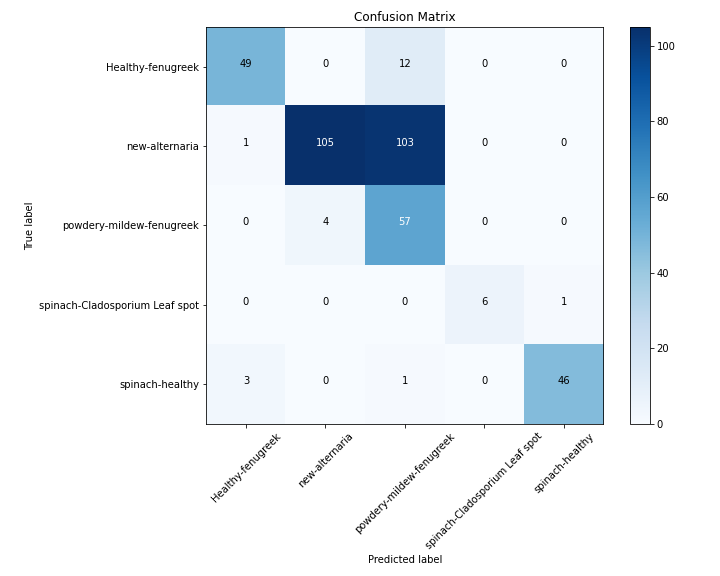 Confusion Matrix
Healthy-fenugreek 49 0 12 0 0
new-alternaria 1 105 103 0 0
powdery-mildew-fenugreek 0 4 57 0 0
spinach-Cladosporium Leaf spot 0 0 0 6 1
spinach-healthy 3 0 1 0 46
True label
Healthy-fenugreek
new-alternaria
powdery-mildew-fenugreek
spinach-Cladosporium Leaf spot
spinach-healthy
Predicted label
100
80
60
40
20
0